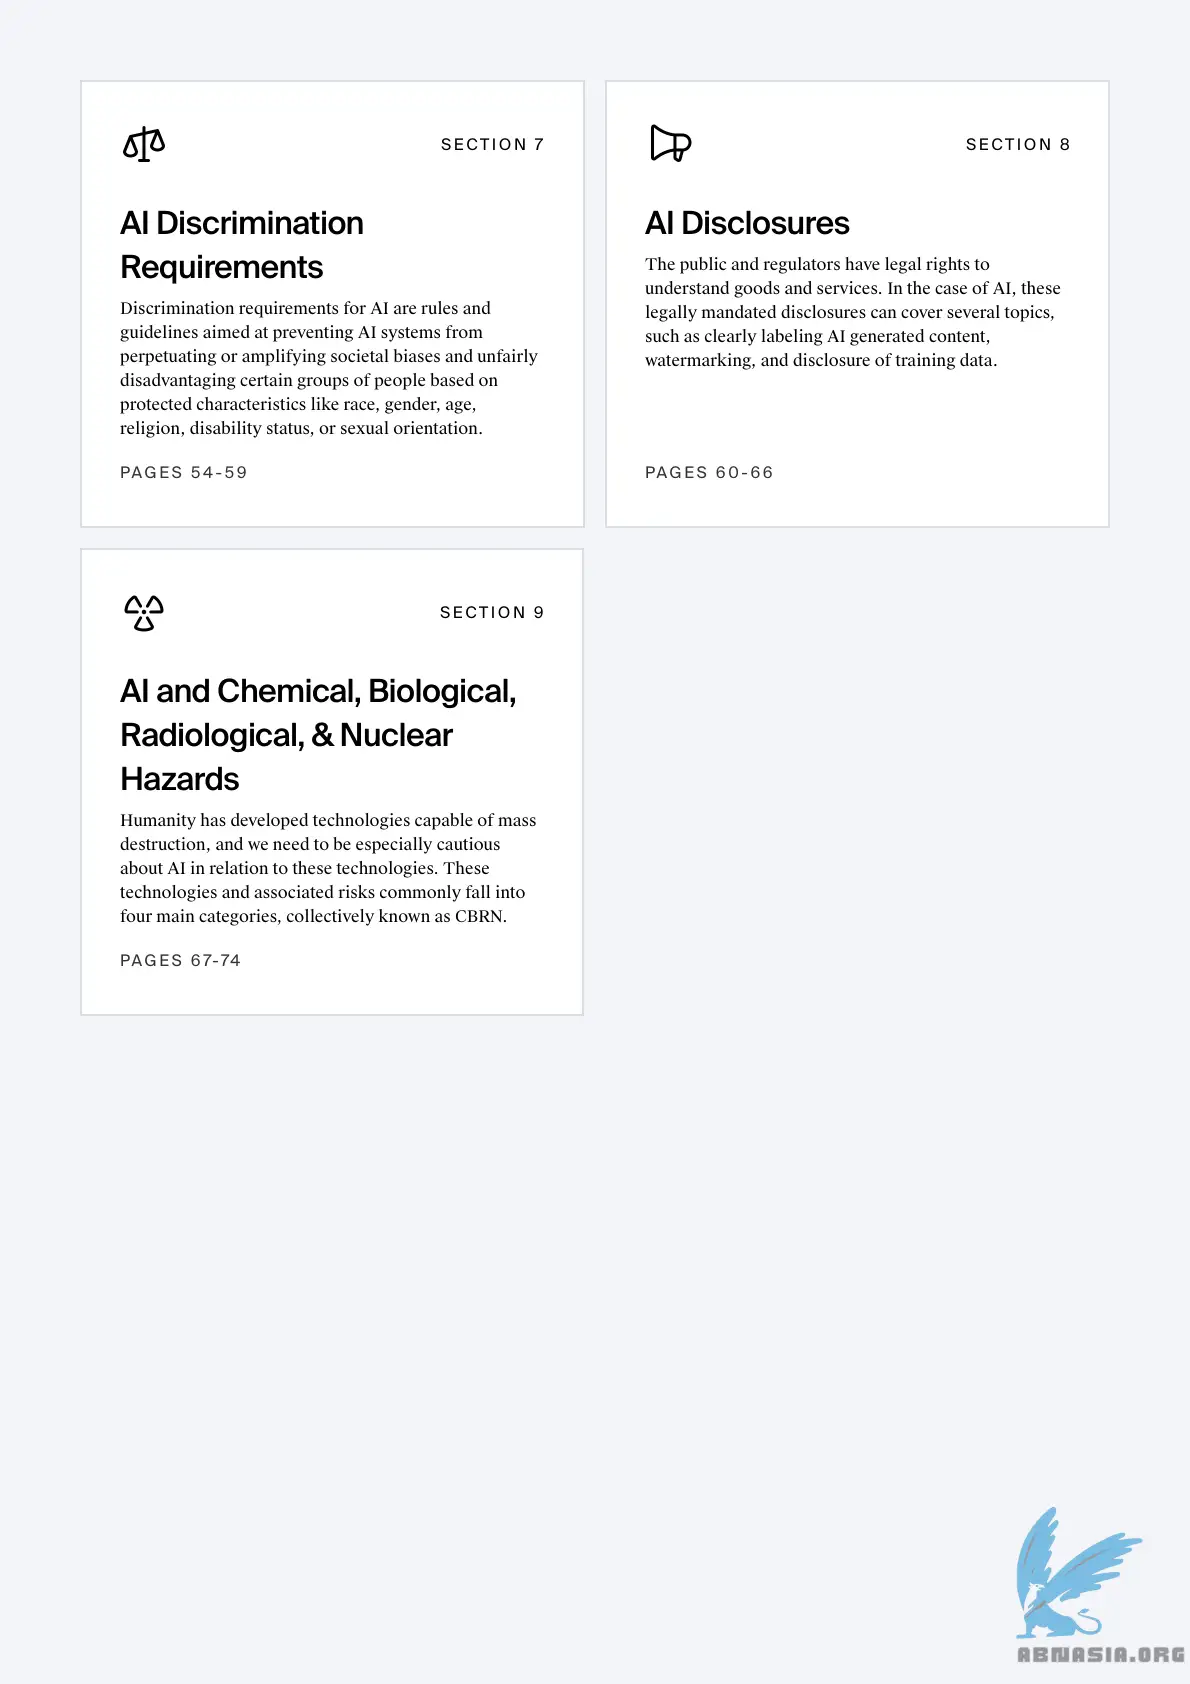 SECTION 7
AI Discrimination
Requirements
Discrimination requirements for AI are rules and
guidelines aimed at preventing AI systems from
perpetuating or amplifying societal biases and unfairly
disadvantaging certain groups of people based on
protected characteristics like race, gender, age,
religion, disability status, or sexual orientation.
PAGES 54-59
SECTION 8
AI Disclosures
The public and regulators have legal rights to
understand goods and services. In the case of AI, these
legally mandated disclosures can cover several topics,
such as clearly labeling AI generated content,
watermarking, and disclosure of training data.
PAGES 60-66
SECTION 9
AI and Chemical, Biological,
Radiological, & Nuclear
Hazards
Humanity has developed technologies capable of mass
destruction, and we need to be especially cautious
about AI in relation to these technologies. These
technologies and associated risks commonly fall into
four main categories, collectively known as CBRN.
PAGES 67-74
ABNASIA.ORG